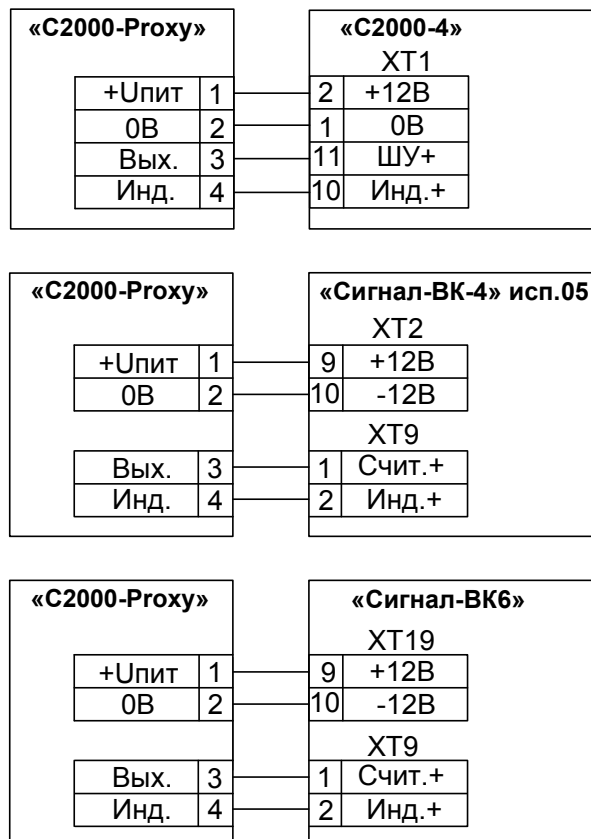 «С2000-Proxy» «С2000-4»
ХТ1
+Uпит 1 2 +12В
0В 2 1 0В
Вых. 3 11 ШУ+
Инд. 4 10 Инд.+
«С2000-Proxy» «Сигнал-ВК-4» исп.05
ХТ2
+Uпит 1 9 +12В
0В 2 10 -12В
ХТ9
Вых. 3 1 Счит.+
Инд. 4 2 Инд.+
«С2000-Proxy» «Сигнал-ВК6»
ХТ19
+Uпит 1 9 +12В
0В 2 10 -12В
ХТ9
Вых. 3 1 Счит.+
Инд. 4 2 Инд.+